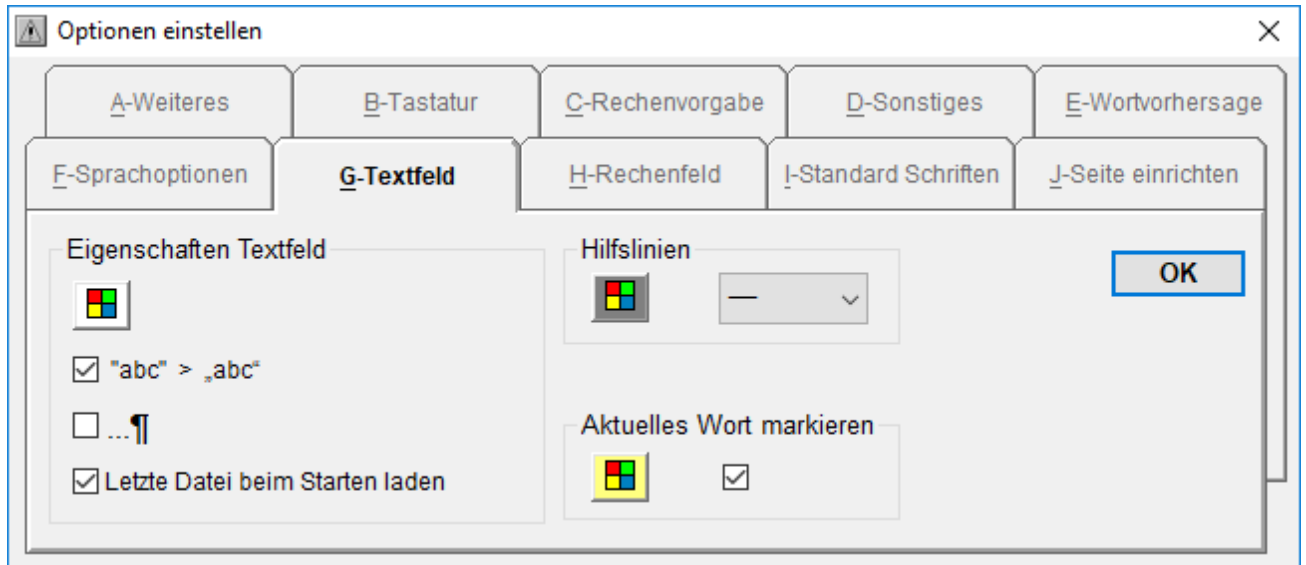 Optionen einstellen
A-Weiteres B-Tastatur C-Rechenvorgabe D-Sonstiges E-Wortvorhersage
F-Sprachoptionen G-Textfeld H-Rechenfeld I-Standard Schriften J-Seite einrichten
Eigenschaften Textfeld
"abc" > „abc“
...¶
Letzte Datei beim Starten laden
Hilfslinien
Aktuelles Wort markieren
OK